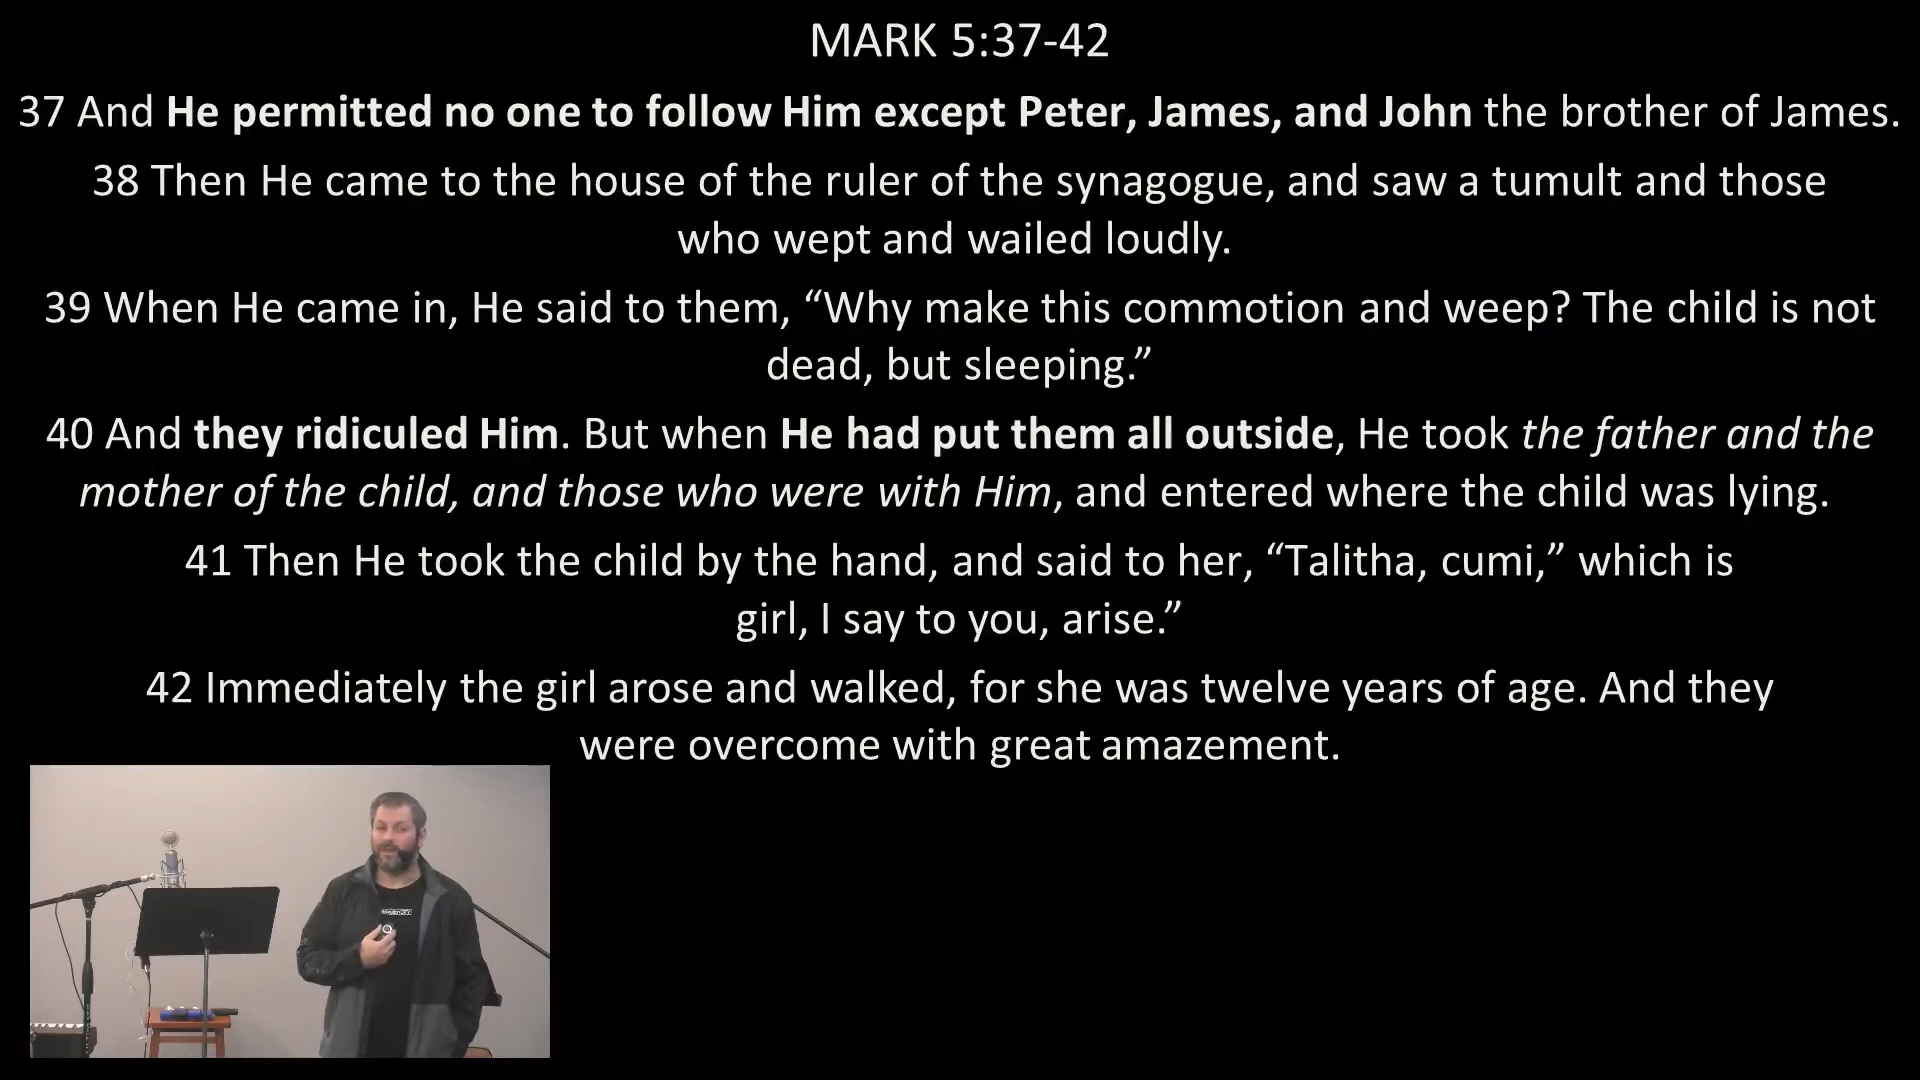 MARK 5:37-42
37 And He permitted no one to follow Him except Peter, James, and John the brother of James.
38 Then He came to the house of the ruler of the synagogue, and saw a tumult and those
who wept and wailed loudly.
39 When He came in, He said to them, “Why make this commotion and weep? The child is not
dead, but sleeping.”
40 And they ridiculed Him. But when He had put them all outside, He took the father and the
mother of the child, and those who were with Him, and entered where the child was lying.
41 Then He took the child by the hand, and said to her, “Talitha, cumi,” which is
girl, I say to you, arise.”
42 Immediately the girl arose and walked, for she was twelve years of age. And they
were overcome with great amazement.